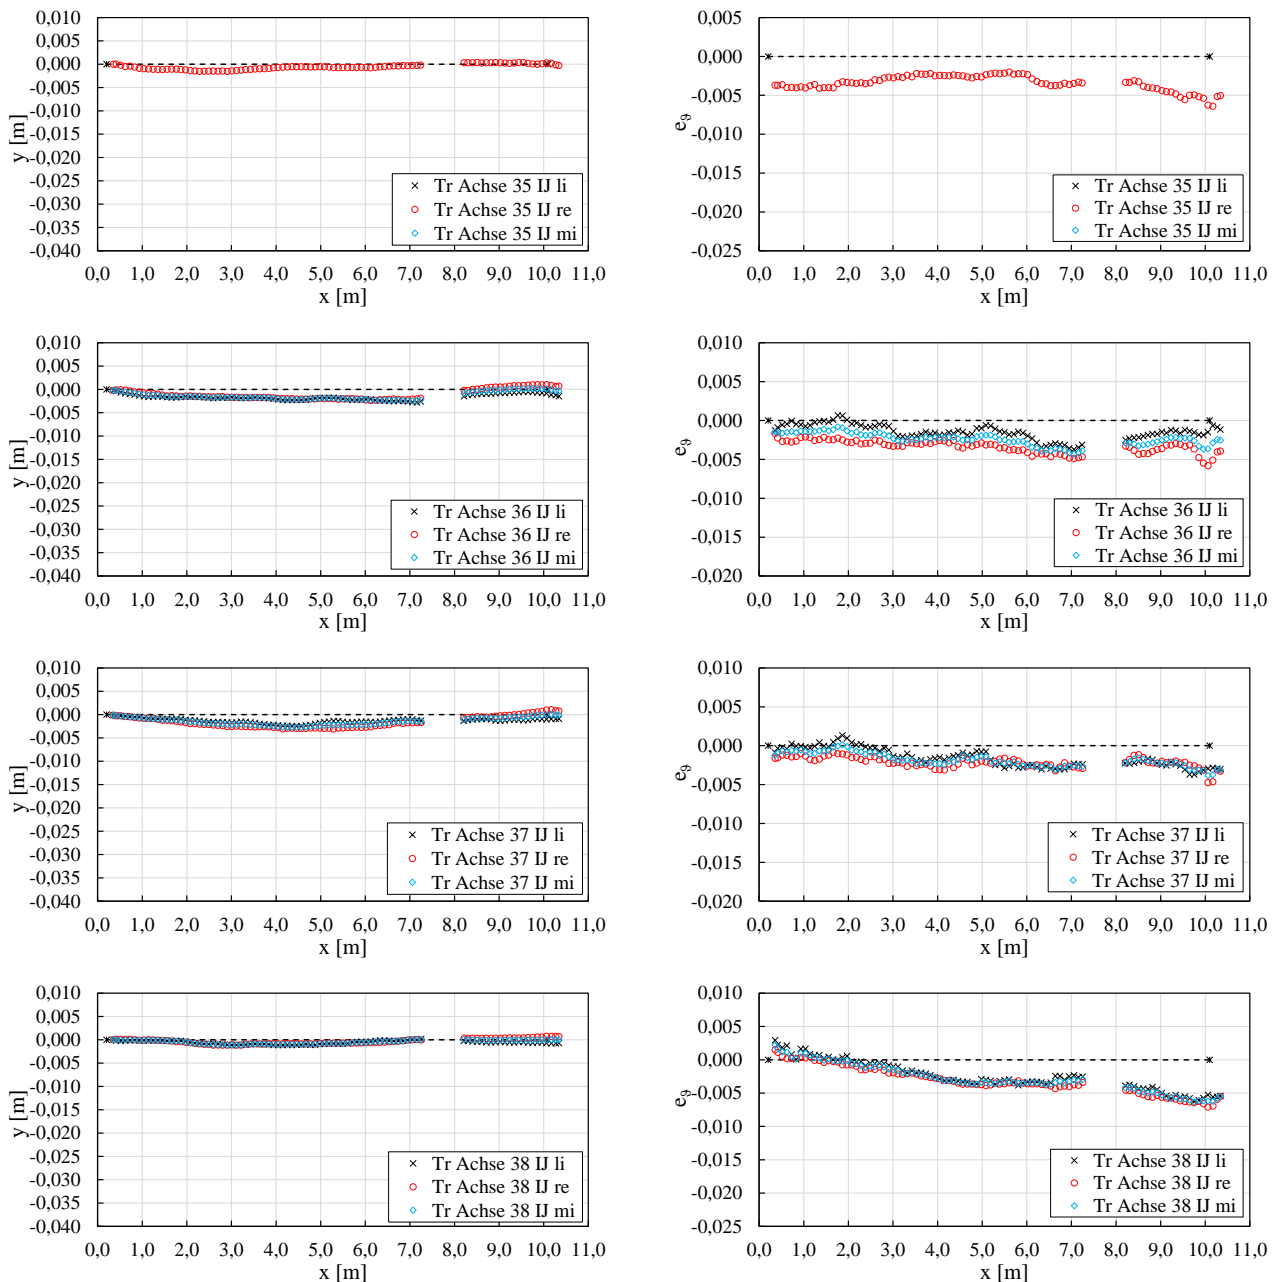 0,010
0,005
0,000
-0,005
-0,010
-0,015
-0,020
-0,025
-0,030
-0,035
-0,040
y [m]
0,0 1,0 2,0 3,0 4,0 5,0 6,0 7,0 8,0 9,0 10,0 11,0
x [m]
Tr Achse 35 IJ li
Tr Achse 35 IJ re
Tr Achse 35 IJ mi
0,005
0,000
-0,005
-0,010
-0,015
-0,020
-0,025
eϑ
0,0 1,0 2,0 3,0 4,0 5,0 6,0 7,0 8,0 9,0 10,0 11,0
x [m]
Tr Achse 35 IJ li
Tr Achse 35 IJ re
Tr Achse 35 IJ mi
0,010
0,005
0,000
-0,005
-0,010
-0,015
-0,020
-0,025
-0,030
-0,035
-0,040
y [m]
0,0 1,0 2,0 3,0 4,0 5,0 6,0 7,0 8,0 9,0 10,0 11,0
x [m]
Tr Achse 36 IJ li
Tr Achse 36 IJ re
Tr Achse 36 IJ mi
0,010
0,005
0,000
-0,005
-0,010
-0,015
-0,020
eϑ
0,0 1,0 2,0 3,0 4,0 5,0 6,0 7,0 8,0 9,0 10,0 11,0
x [m]
Tr Achse 36 IJ li
Tr Achse 36 IJ re
Tr Achse 36 IJ mi
0,010
0,005
0,000
-0,005
-0,010
-0,015
-0,020
-0,025
-0,030
-0,035
-0,040
y [m]
0,0 1,0 2,0 3,0 4,0 5,0 6,0 7,0 8,0 9,0 10,0 11,0
x [m]
Tr Achse 37 IJ li
Tr Achse 37 IJ re
Tr Achse 37 IJ mi
0,010
0,005
0,000
-0,005
-0,010
-0,015
-0,020
eϑ
0,0 1,0 2,0 3,0 4,0 5,0 6,0 7,0 8,0 9,0 10,0 11,0
x [m]
Tr Achse 37 IJ li
Tr Achse 37 IJ re
Tr Achse 37 IJ mi
0,010
0,005
0,000
-0,005
-0,010
-0,015
-0,020
-0,025
-0,030
-0,035
-0,040
y [m]
0,0 1,0 2,0 3,0 4,0 5,0 6,0 7,0 8,0 9,0 10,0 11,0
x [m]
Tr Achse 38 IJ li
Tr Achse 38 IJ re
Tr Achse 38 IJ mi
0,010
0,005
0,000
-0,005
-0,010
-0,015
-0,020
-0,025
eϑ
0,0 1,0 2,0 3,0 4,0 5,0 6,0 7,0 8,0 9,0 10,0 11,0
x [m]
Tr Achse 38 IJ li
Tr Achse 38 IJ re
Tr Achse 38 IJ mi